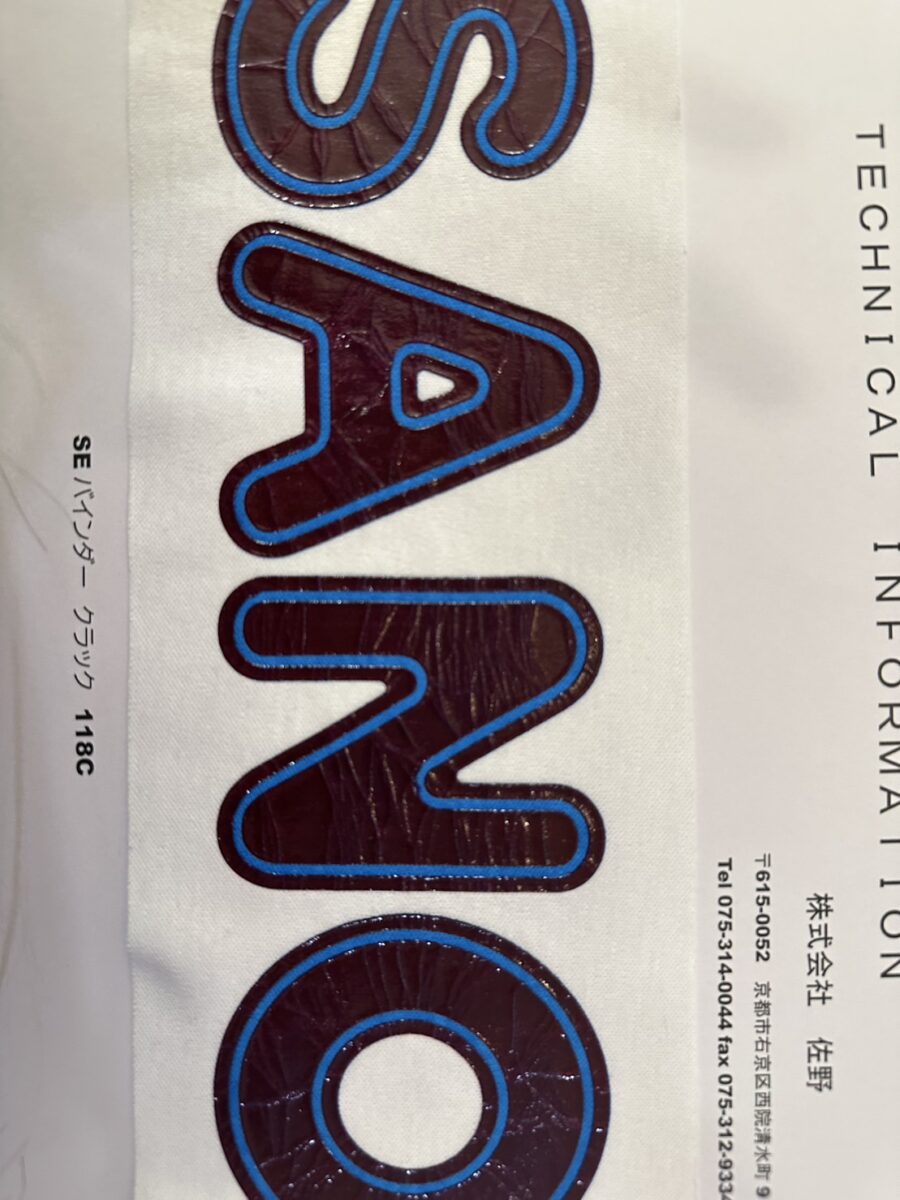 TECHNICAL INFORMATION
株式会社 佐野
〒615-0052 京都市右京区西院清水町 9
Tel 075-314-0044 fax 075-312-9334
SANO
SE バインダー クラック 118C